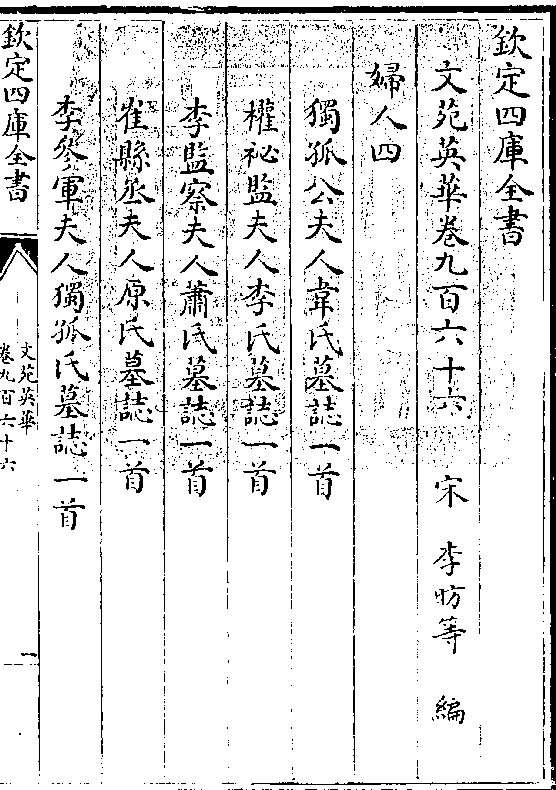 欽定四庫全書
文苑英華卷九百六十六 宋 李昉等 編
婦人四
獨孤公夫人韋氏墓誌一首
權祕監夫人李氏墓誌一首
李監察夫人蕭氏墓誌一首
崔縣丞夫人原氏墓誌一首
李參軍夫人獨孤氏墓誌一首
欽定四庫全書
文苑英華
卷九百六十六
一